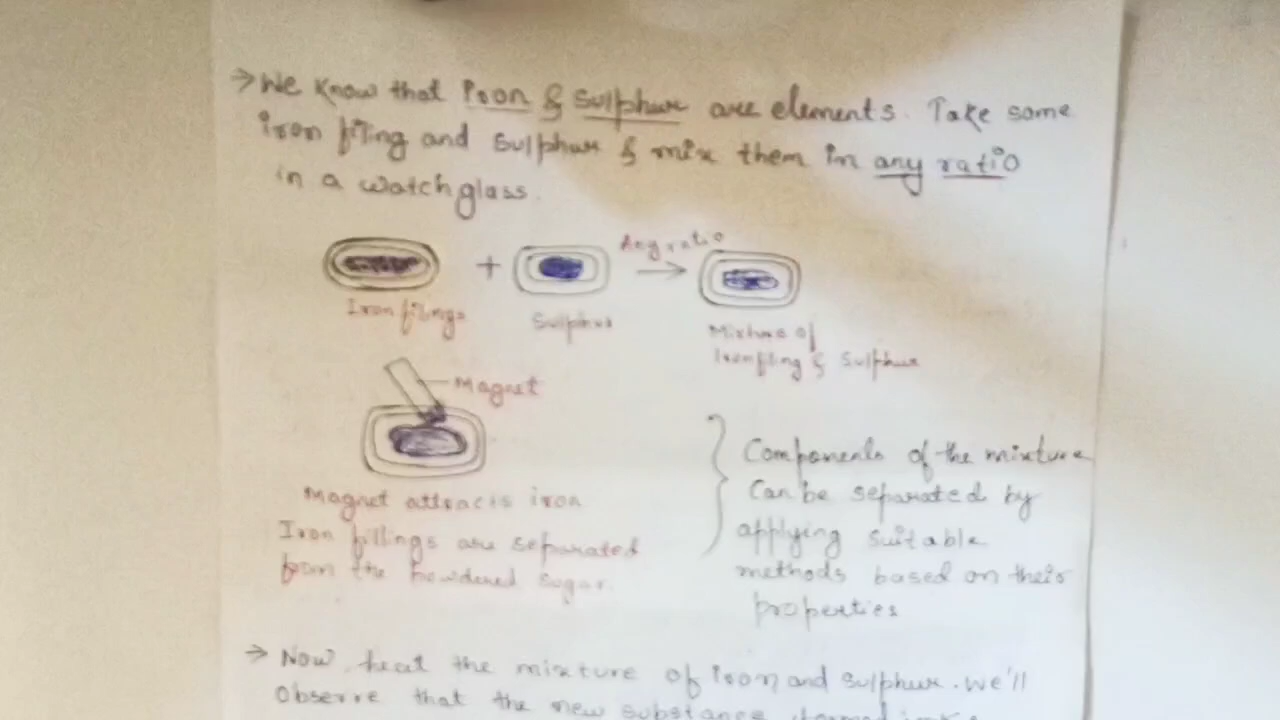 → We know that Iron & Sulphur are elements. Take some
iron filing and sulphur & mix them in any ratio
in a watch glass.
+
Any ratio
→
Iron filings
Sulphur
Mixture of
Iron filing & Sulphur
Magnet
Magnet attracts iron
Iron fillings are separated
from the powdered sugar.
Components of the mixture
Can be separated by
applying suitable
methods based on their
properties
→ Now, heat the mixture of iron and sulphur. we'll
Observe that the new substance formed